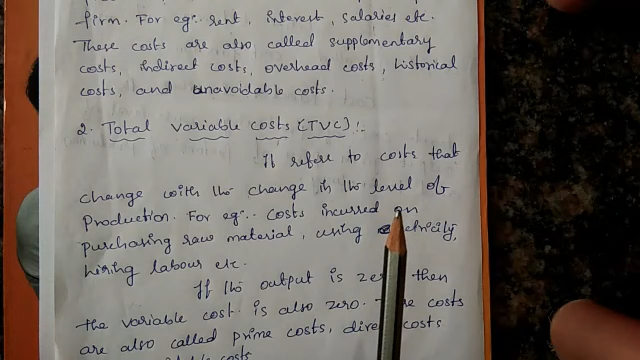 firm. For eg:. rent, interest, salaries etc.
These costs are also called supplementary
costs, indirect costs, overhead costs, historical
costs, and unavoidable costs.
2. Total variable costs (TVC):-
It refers to costs that
change with the change in the level of
Production. For eg:. Costs incurred on
purchasing raw material, using electricity,
hiring labour etc.
If the output is zero then
the variable cost is also zero. These costs
are also called prime costs, direct costs
costs